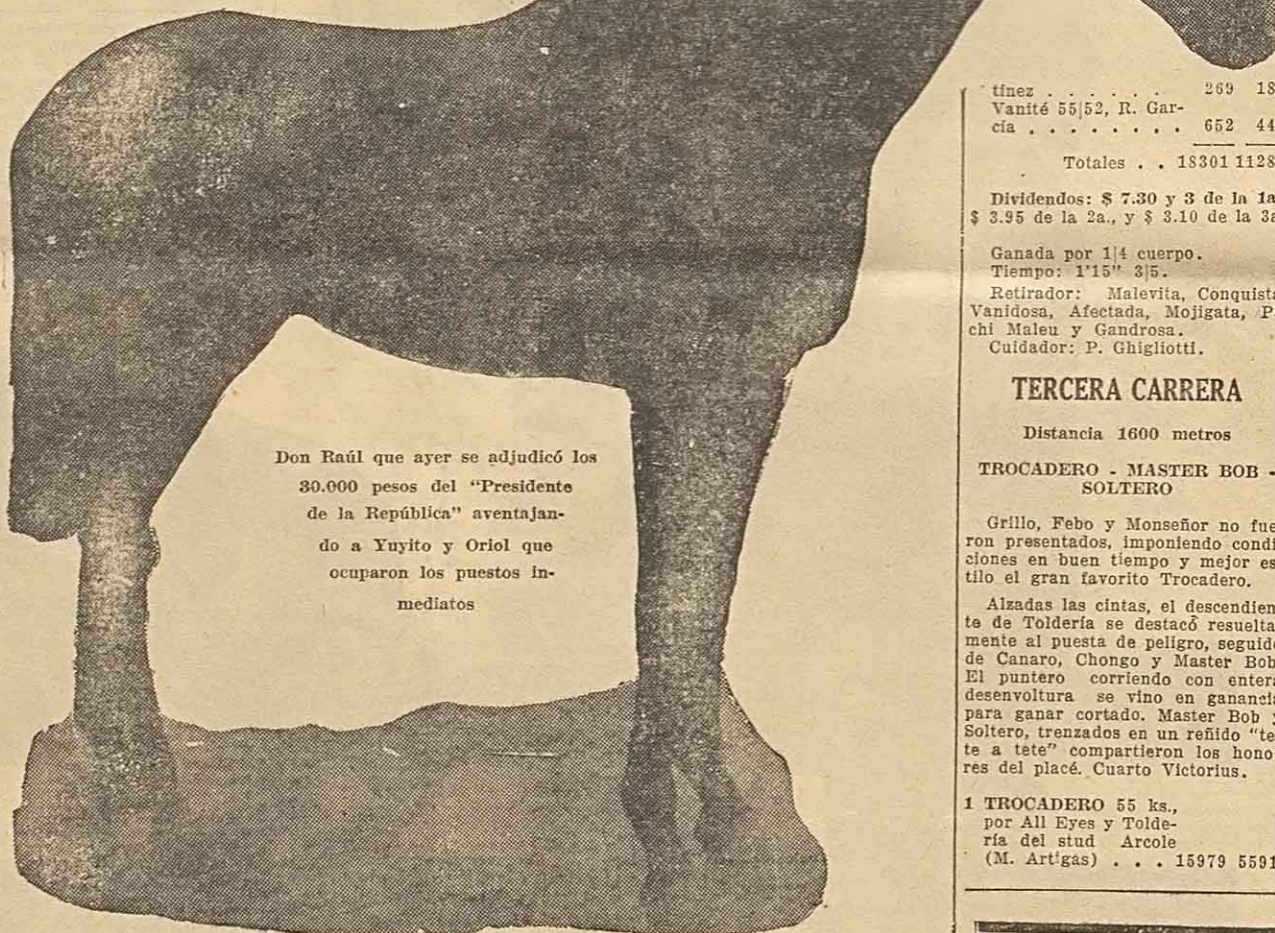 Don Raúl que ayer se adjudicó los
30.000 pesos del “Presidente
de la República” aventajan-
do a Yuyito y Oriol que
ocuparon los puestos in-
mediatos
tínez . . . . . . 269 18
Vanité 55|52, R. Gar-
cía . . . . . . . . 652 44
Totales . . 18301 1128
Dividendos: $ 7.30 y 3 de la 1a
$ 3.95 de la 2a., y $ 3.10 de la 3a
Ganada por 1|4 cuerpo.
Tiempo: 1'15" 3|5.
Retirador: Malevita, Conquista
Vanidosa, Afectada, Mojigata, P
chi Maleu y Gandrosa.
Cuidador: P. Ghigliotti.
TERCERA CARRERA
Distancia 1600 metros
TROCADERO - MASTER BOB -
SOLTERO
Grillo, Febo y Monseñor no fue
ron presentados, imponiendo condi
ciones en buen tiempo y mejor es
tilo el gran favorito Trocadero.
Alzadas las cintas, el descendien
te de Toldería se destacó resuelta
mente al puesta de peligro, seguido
de Canaro, Chongo y Master Bob
El puntero corriendo con entera
desenvoltura se vino en ganancia
para ganar cortado. Master Bob y
Soltero, trenzados en un reñido “te
te a tete” compartieron los hono
res del placé. Cuarto Victorius.
1 TROCADERO 55 ks.,
por All Eyes y Tolde-
ría del stud Arcole
(M. Artigas) . . . 15979 5591